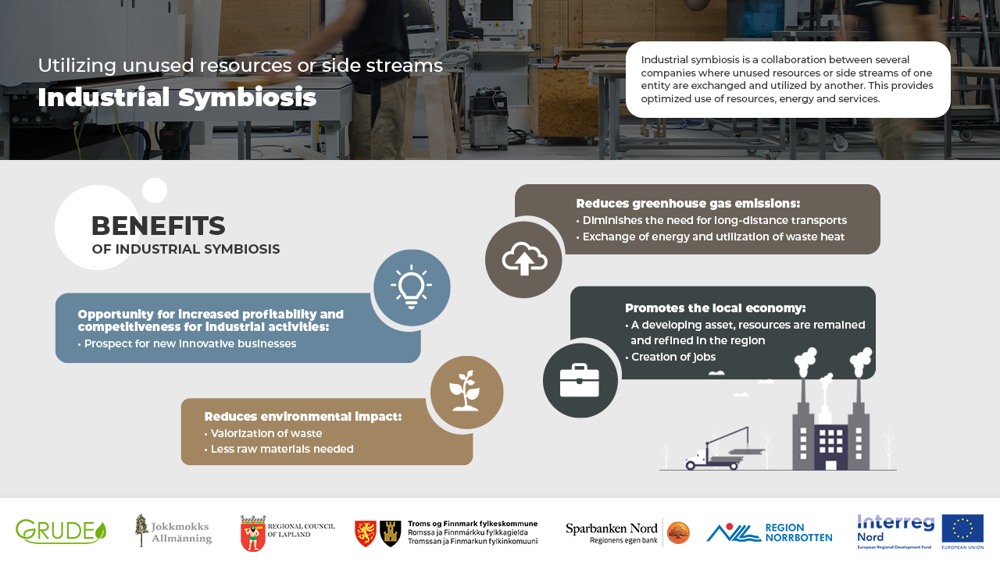 Utilizing unused resources or side streams
Industrial Symbiosis
Industrial symbiosis is a collaboration between several
companies where unused resources or side streams of one
entity are exchanged and utilized by another. This provides
optimized use of resources, energy and services.
BENEFITS
OF INDUSTRIAL SYMBIOSIS
Opportunity for increased profitability and
competitiveness for industrial activities:
• Prospect for new innovative businesses
Reduces environmental impact:
• Valorization of waste
• Less raw materials needed
Reduces greenhouse gas emissions:
• Diminishes the need for long-distance transports
• Exchange of energy and utilization of waste heat
Promotes the local economy:
• A developing asset, resources are remained
and refined in the region
• Creation of jobs
GRUDE
Jokkmokks
Allmänning
REGIONAL COUNCIL
OF LAPLAND
Troms og Finnmark fylkeskommune
Romssa ja Finnmárkku fylkkagielda
Tromssan ja Finmarkun fylkinkomuuni
Sparbanken Nord
Regionens egen bank
REGION
NORRBOTTEN
Interreg
Nord
European Regional Development Fund
EUROPEAN UNION